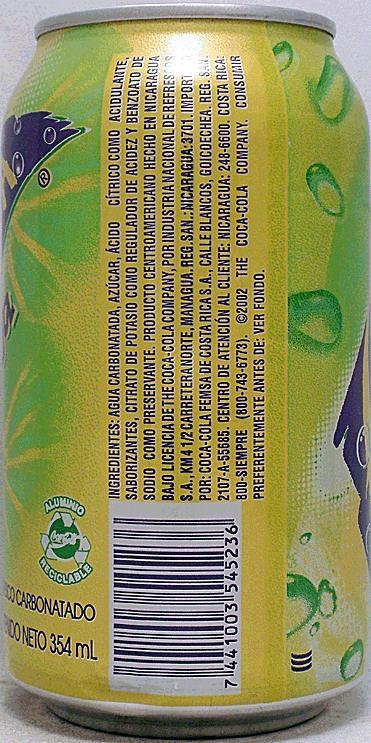 INGREDIENTES: AGUA CARBONATADA, AZÚCAR, ÁCIDO CÍTRICO COMO ACIDULANTE,
SABORIZANTES, CITRATO DE POTASIO COMO REGULADOR DE ACIDEZ Y BENZOATO DE
SODIO COMO PRESERVANTE. PRODUCTO CENTROAMERICANO HECHO EN NICARAGUA
BAJO LICENCIA DE THE COCA-COLA COMPANY, POR INDUSTRIA NACIONAL DE REFRESCOS
S.A., KM 4 1/2 CARRETERA NORTE, MANAGUA. REG. SAN.: NICARAGUA: 3701. IMPORTADO
POR: COCA-COLA FEMSA DE COSTA RICA S.A., CALLE BLANCOS, GOICOECHEA. REG. SAN.
2107-A-55585. CENTRO DE ATENCIÓN AL CLIENTE: NICARAGUA: 248-6600. COSTA RICA:
800-SIEMPRE (800-743-6773). ©2002 THE COCA-COLA COMPANY. CONSUMIR
PREFERENTEMENTE ANTES DE: VER FONDO.
7 441003 545236
®
ALUMINIO
RECICLABLE
CARBONATADO
NETO 354 mL